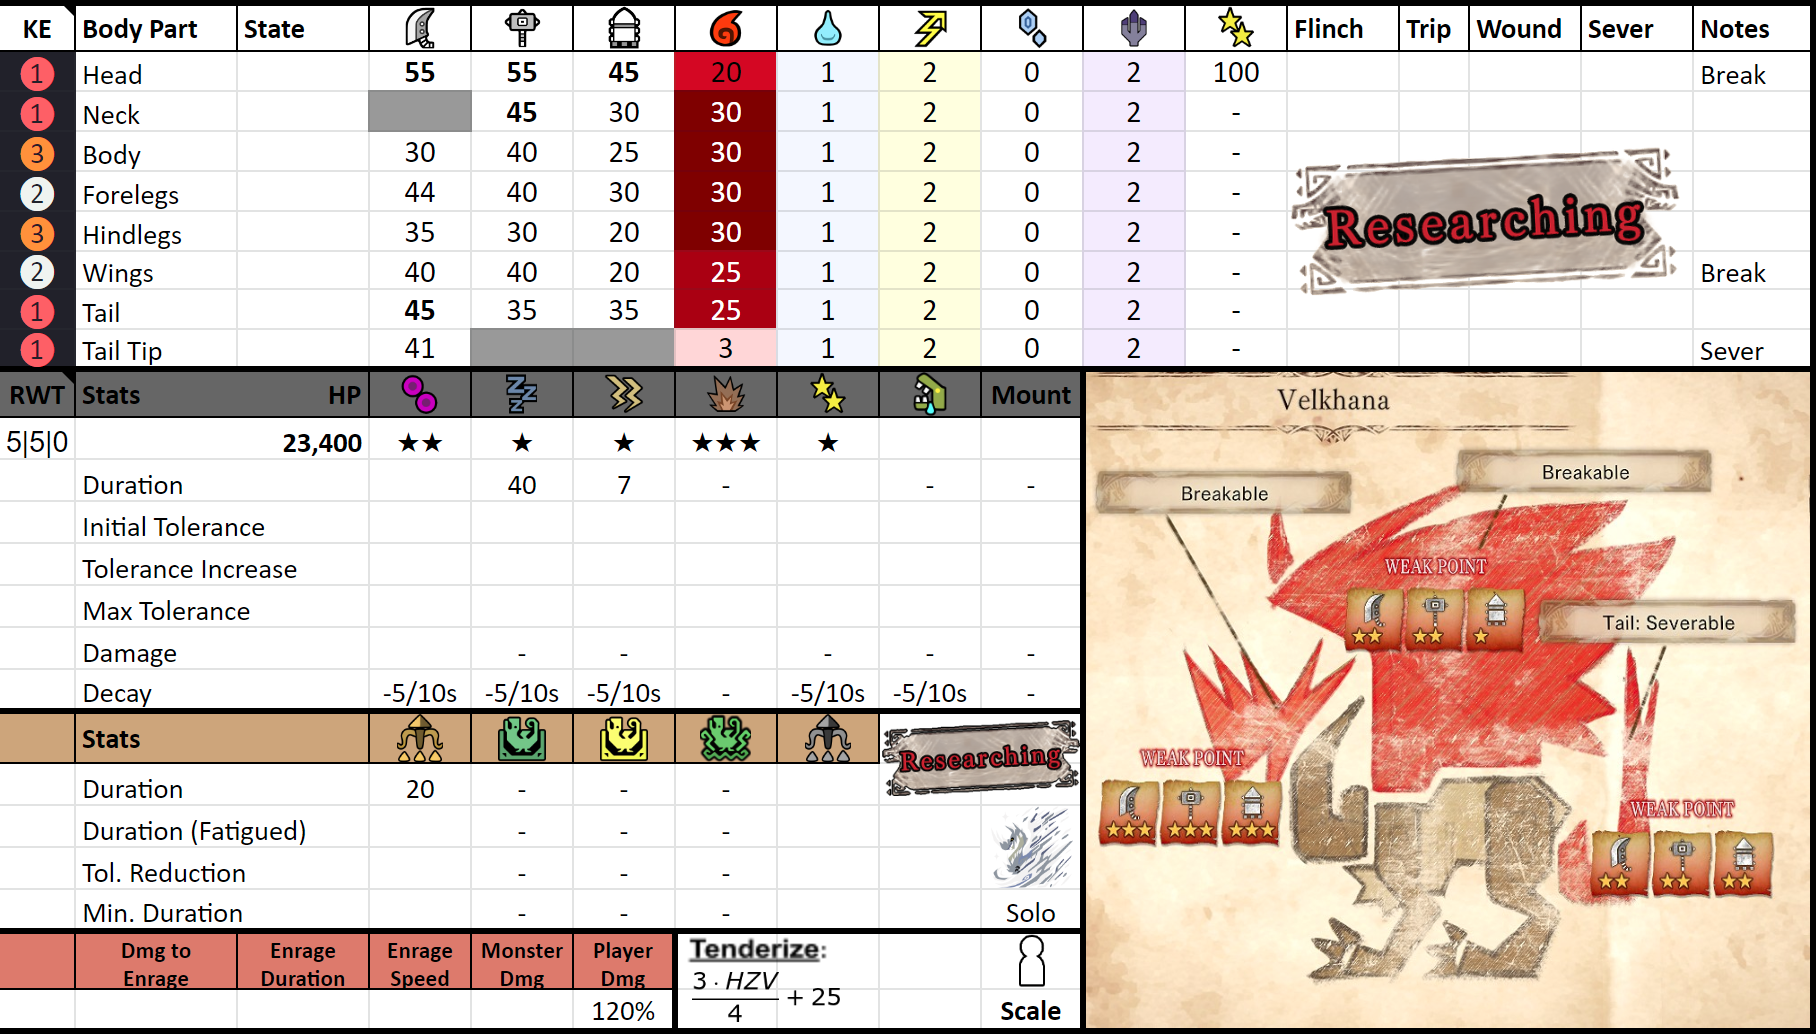 KE Body Part State Flinch Trip Wound Sever Notes
1 Head 55 55 45 20 1 2 0 2 100 Break
1 Neck 45 30 30 1 2 0 2 -
3 Body 30 40 25 30 1 2 0 2 -
2 Forelegs 44 40 30 30 1 2 0 2 -
3 Hindlegs 35 30 20 30 1 2 0 2 -
2 Wings 40 40 20 25 1 2 0 2 - Break
1 Tail 45 35 35 25 1 2 0 2 -
1 Tail Tip 41 3 1 2 0 2 - Sever
Researching
RWT Stats HP Mount
5|5|0 23,400 ★★ ★ ★ ★★★ ★
Duration 40 7 - - -
Initial Tolerance
Tolerance Increase
Max Tolerance
Damage - - - - -
Decay -5/10s -5/10s -5/10s - -5/10s -5/10s -
Stats
Researching
Duration 20 - - -
Duration (Fatigued) - - -
Tol. Reduction - - -
Min. Duration - - - Solo
Dmg to Enrage Enrage Duration Enrage Speed Monster Dmg Player Dmg
120%
Tenderize:
3 · HZV
4
+ 25
Scale
Velkhana
Breakable
Breakable
WEAK POINT
Tail: Severable
WEAK POINT
WEAK POINT